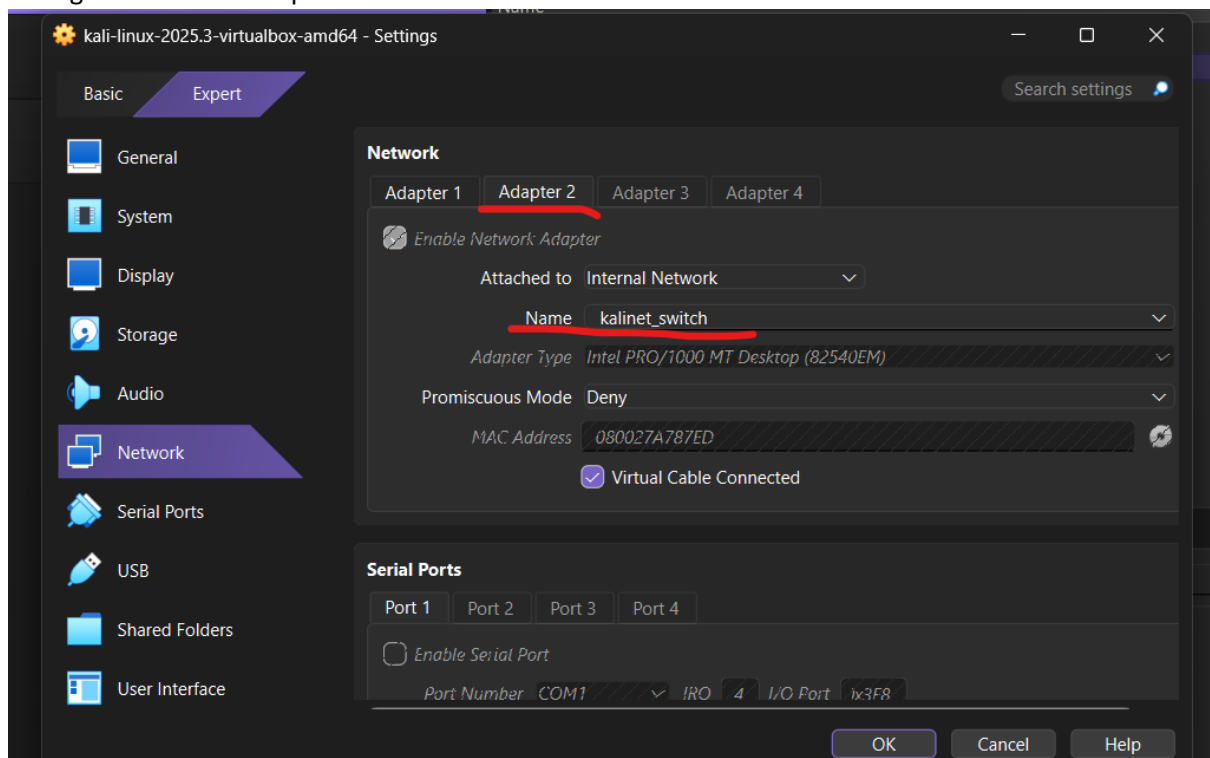 Name
kali-linux-2025.3-virtualbox-amd64 - Settings
Basic Expert
Search settings
General
System
Display
Storage
Audio
Network
Serial Ports
USB
Shared Folders
User Interface
Network
Adapter 1 Adapter 2 Adapter 3 Adapter 4
Enable Network Adapter
Attached to Internal Network
Name kalinet_switch
Adapter Type Intel PRO/1000 MT Desktop (82540EM)
Promiscuous Mode Deny
MAC Address 080027A787ED
Virtual Cable Connected
Serial Ports
Port 1 Port 2 Port 3 Port 4
Enable Serial Port
Port Number COM1 IRQ 4 I/O Port 0x3F8
OK Cancel Help